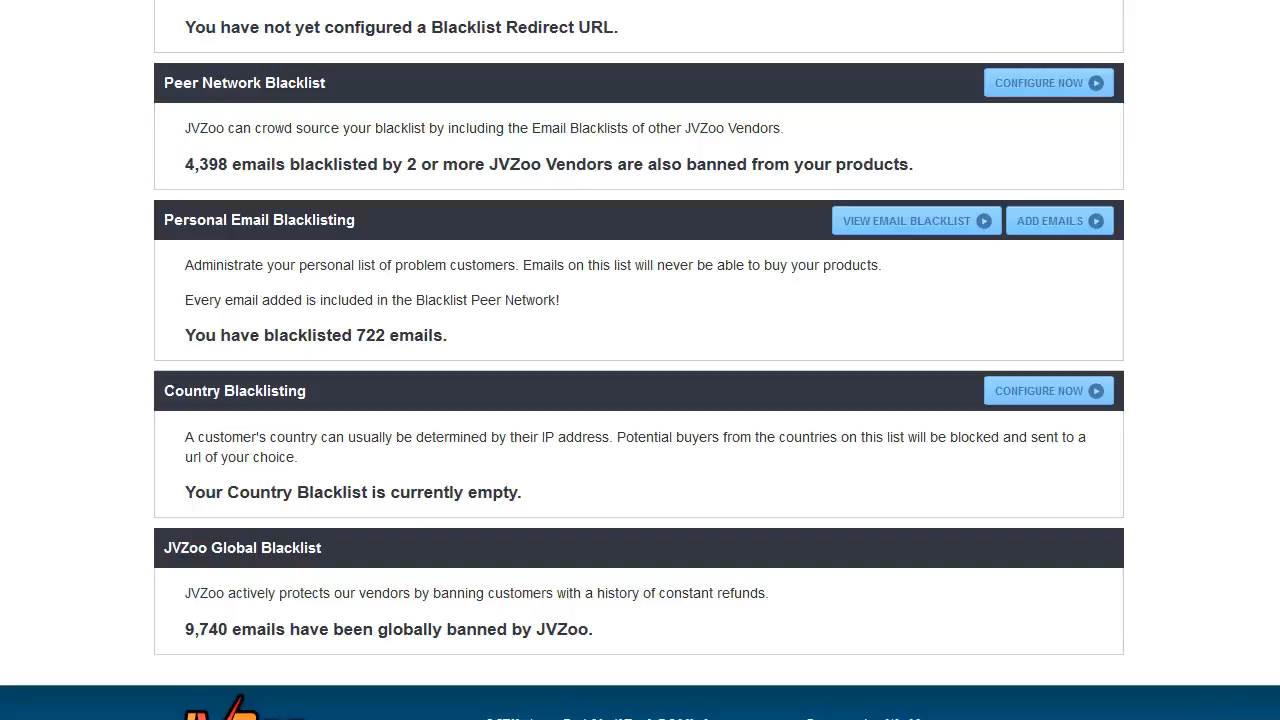 You have not yet configured a Blacklist Redirect URL.
Peer Network Blacklist
CONFIGURE NOW
JVZoo can crowd source your blacklist by including the Email Blacklists of other JVZoo Vendors.
4,398 emails blacklisted by 2 or more JVZoo Vendors are also banned from your products.
Personal Email Blacklisting
VIEW EMAIL BLACKLIST
ADD EMAILS
Administrate your personal list of problem customers. Emails on this list will never be able to buy your products.
Every email added is included in the Blacklist Peer Network!
You have blacklisted 722 emails.
Country Blacklisting
CONFIGURE NOW
A customer's country can usually be determined by their IP address. Potential buyers from the countries on this list will be blocked and sent to a
url of your choice.
Your Country Blacklist is currently empty.
JVZoo Global Blacklist
JVZoo actively protects our vendors by banning customers with a history of constant refunds.
9,740 emails have been globally banned by JVZoo.